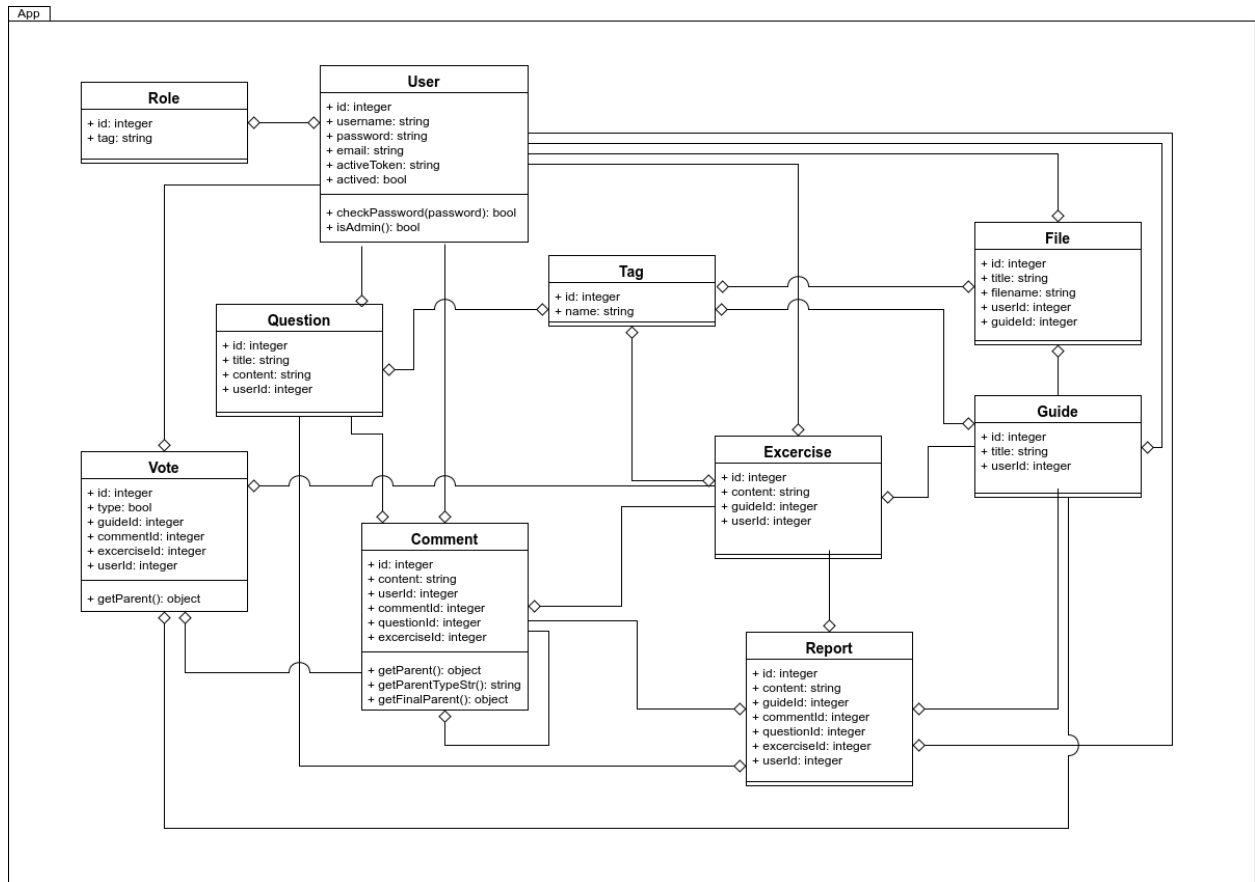 App
Role
+ id: integer
+ tag: string
User
+ id: integer
+ username: string
+ password: string
+ email: string
+ activeToken: string
+ actived: bool
+ checkPassword(password): bool
+ isAdmin(): bool
File
+ id: integer
+ title: string
+ filename: string
+ userId: integer
+ guideId: integer
Tag
+ id: integer
+ name: string
Question
+ id: integer
+ title: string
+ content: string
+ userId: integer
Guide
+ id: integer
+ title: string
+ userId: integer
Excercise
+ id: integer
+ content: string
+ guideId: integer
+ userId: integer
Vote
+ id: integer
+ type: bool
+ guideId: integer
+ commentId: integer
+ excerciseId: integer
+ userId: integer
+ getParent(): object
Comment
+ id: integer
+ content: string
+ userId: integer
+ commentId: integer
+ questionId: integer
+ excerciseId: integer
+ getParent(): object
+ getParentTypeStr(): string
+ getFinalParent(): object
Report
+ id: integer
+ content: string
+ guideId: integer
+ commentId: integer
+ questionId: integer
+ excerciseId: integer
+ userId: integer